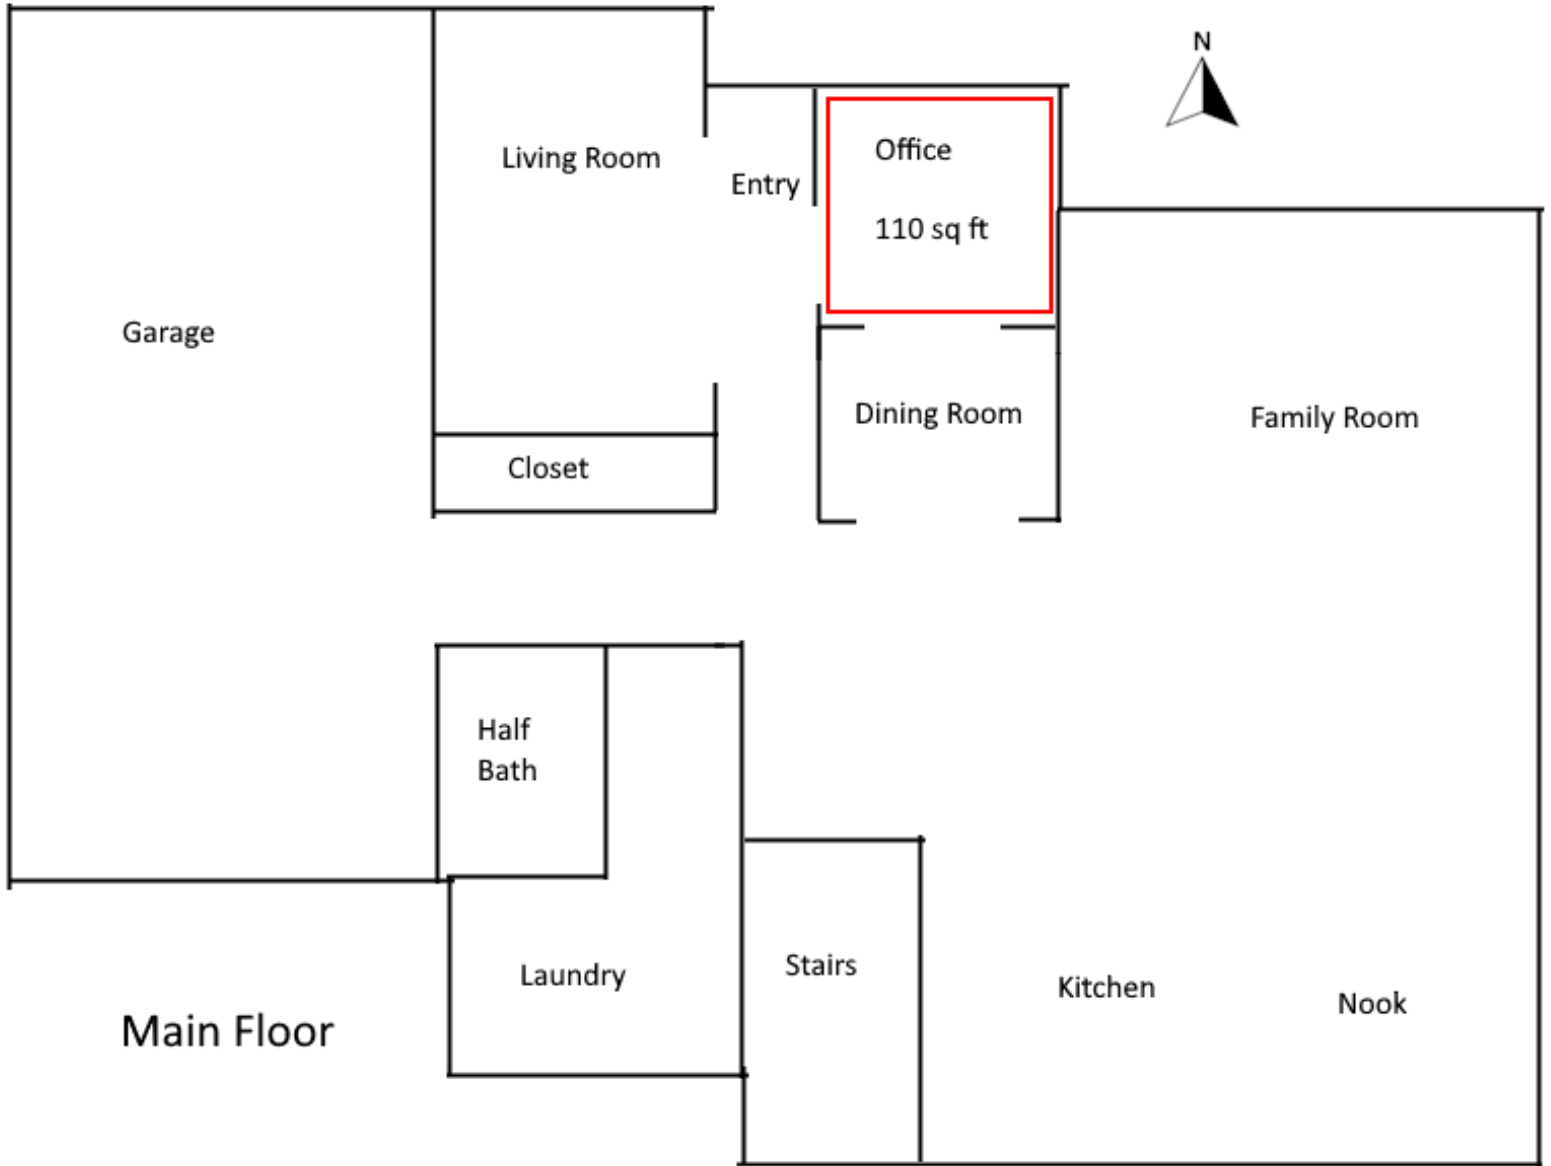 N
Living Room
Entry
Office
110 sq ft
Garage
Closet
Dining Room
Family Room
Half
Bath
Laundry
Stairs
Kitchen
Nook
Main Floor